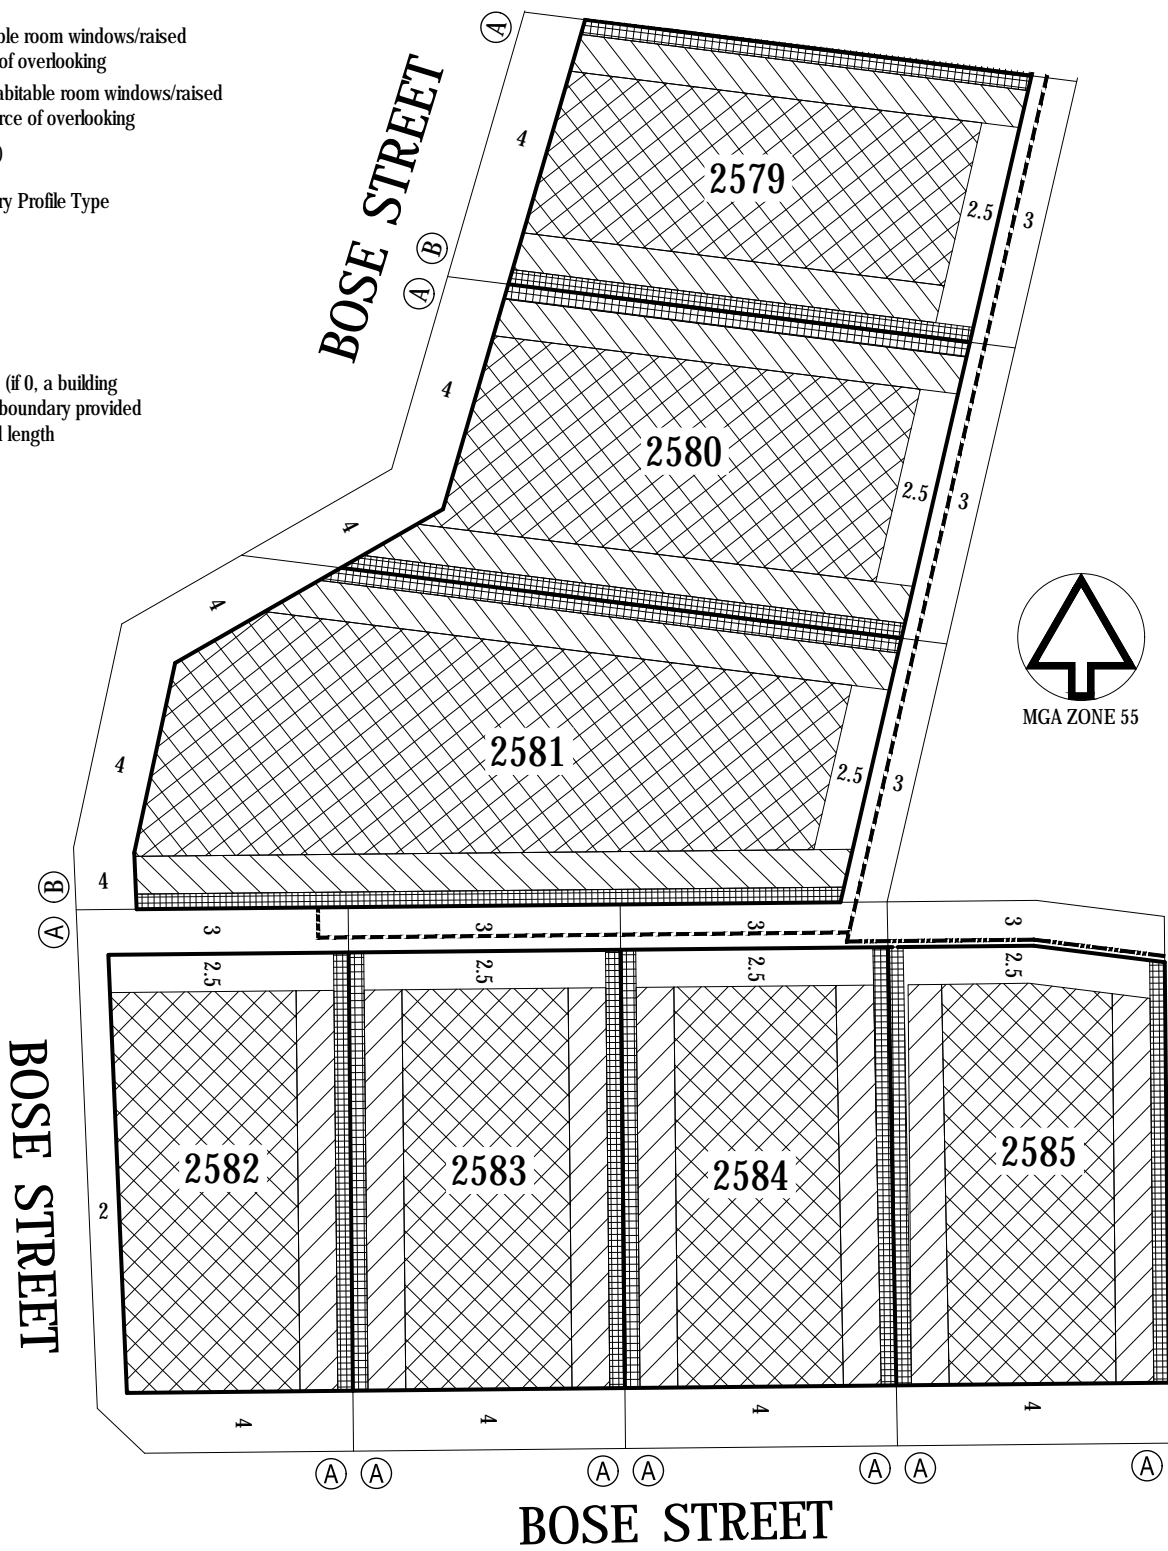 ble room windows/raised
of overlooking
abitable room windows/raised
rce of overlooking
)
ry Profile Type
(if 0, a building
boundary provided
l length
BOSE STREET
A
4
2579
2.5
3
B
A
4
2580
2.5
3
4
4
2581
2.5
3
4
4
B
A
MGA ZONE 55
3
3
3
3
2.5
2.5
2.5
2.5
BOSE STREET
2
2582
2583
2584
2585
4
4
4
4
A
A
A
A
A
A
A
BOSE STREET